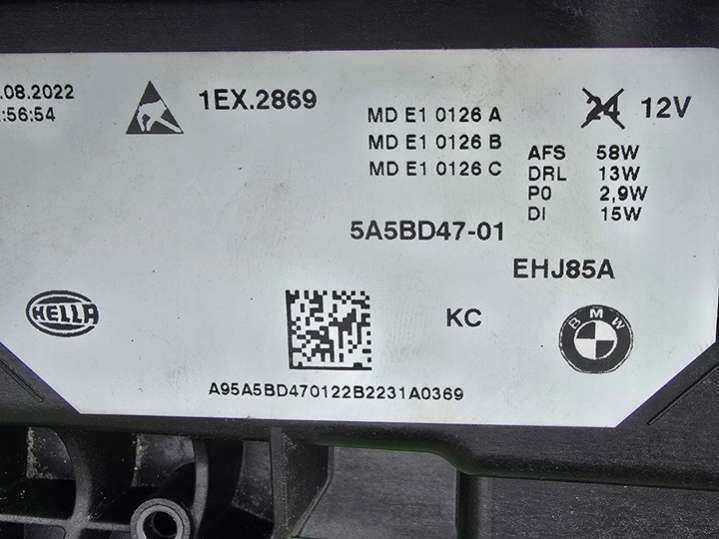 .08.2022
:56:54
1EX.2869
MD E1 0126 A
MD E1 0126 B
MD E1 0126 C
24 12V
AFS 58W
DRL 13W
P0 2,9W
DI 15W
5A5BD47-01
EHJ85A
HELLA
KC
BMW
A95A5BD470122B2231A0369